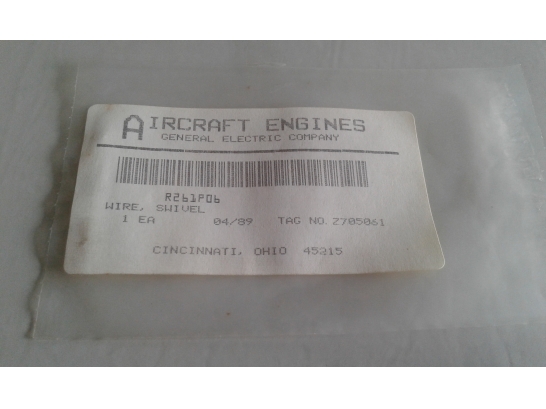 AIRCRAFT ENGINES
GENERAL ELECTRIC COMPANY
R261P06
WIRE, SWIVEL
1 EA 04/89 TAG NO. 2705061
CINCINNATI, OHIO 45215